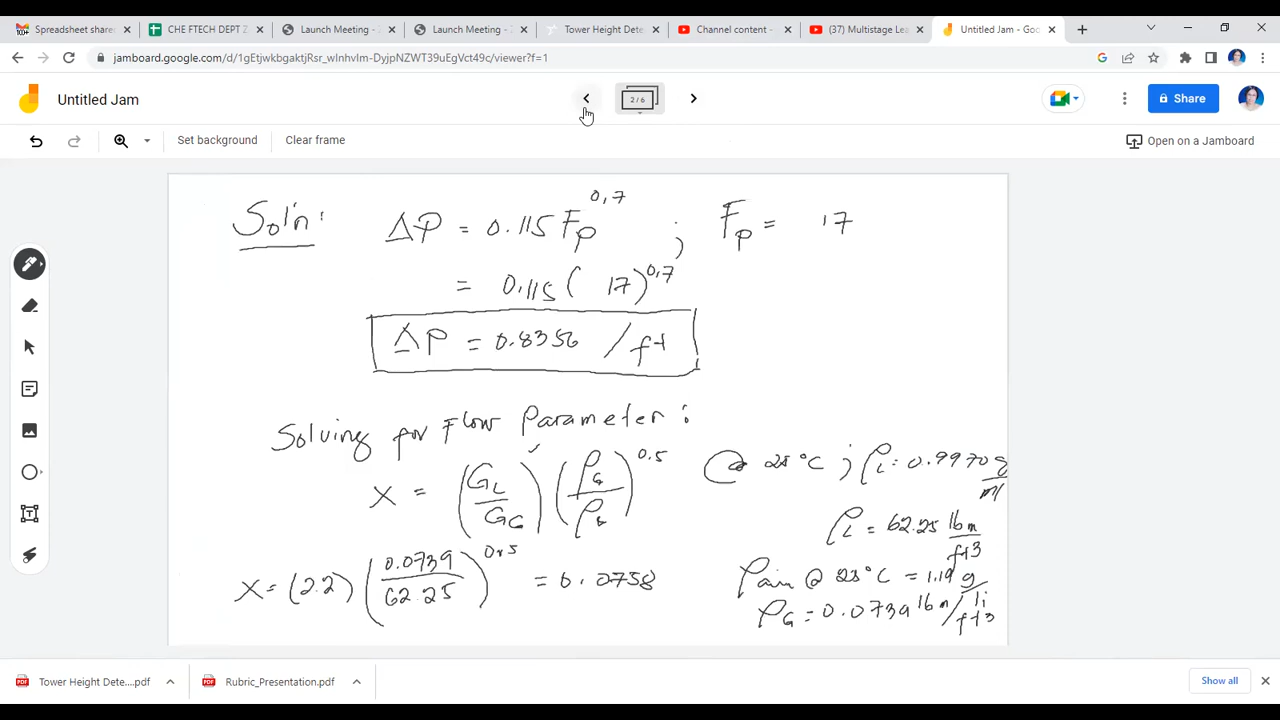 Spreadsheet share
CHE FTECH DEPT
Launch Meeting -
Launch Meeting -
Tower Height Dete
Channel content -
(37) Multistage Lea
Untitled Jam - Goo
jamboard.google.com/d/1gEtjwkbgaktjRsr_wInhvIm-DyjpNZWT39uEgVct49c/viewer?f=1
Untitled Jam
2 / 6
Share
Set background
Clear frame
Open on a Jamboard
Sol'n:
ΔP = 0.115 Fp^0.7 ; Fp = 17
= 0.115 ( 17)^0.7
ΔP = 0.8356 /ft
Solving for Flow Parameter :
X = (GL/GG) (ρG/ρL)^0.5
@ 25 °C ; ρL = 0.9970 g/ml
ρL = 62.25 lbm/ft3
X = (2.2) (0.0739/62.25)^0.5 = 0.0758
ρair @ 25°C = 1.19 g/li
ρG = 0.0739 lbm/ft3
Tower Height Dete....pdf
Rubric_Presentation.pdf
Show all